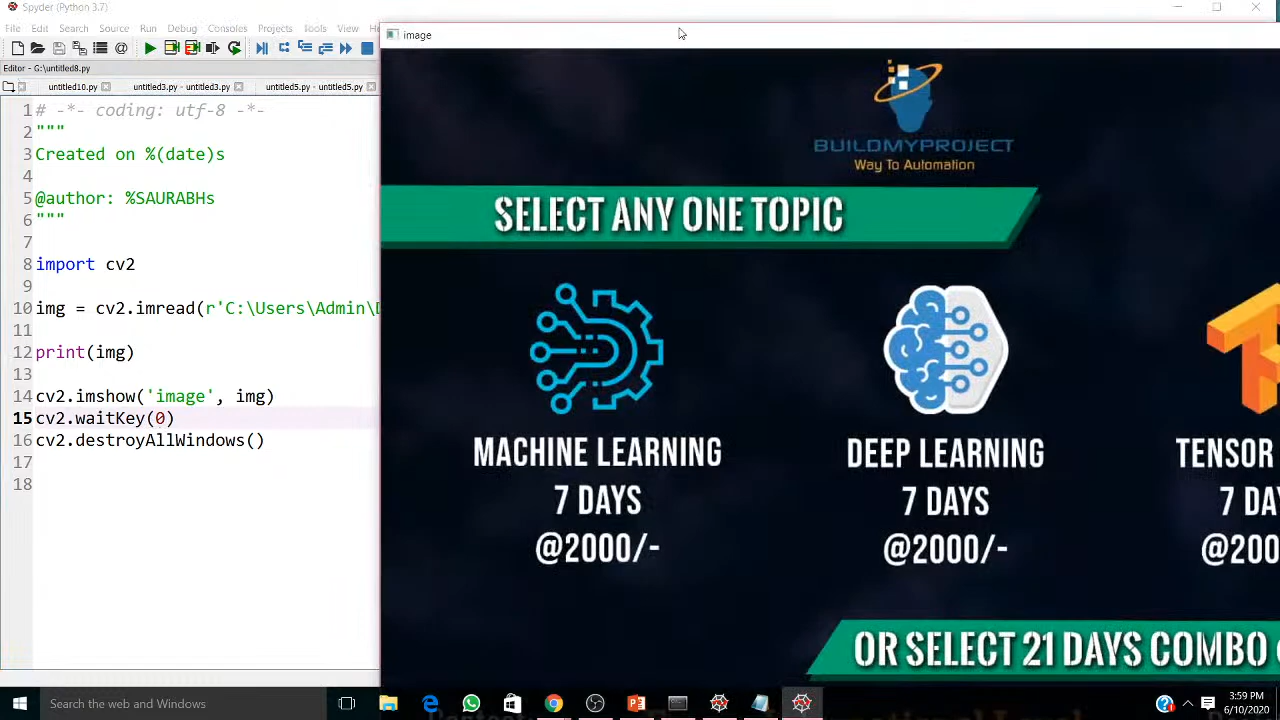 Spyder (Python 3.7)
File Edit Search Source Run Debug Consoles Projects Tools View
Editor - G:\untitled8.py
untitled10.py untitled3.py - untitled3.py untitled5.py - untitled5.py
1 # -*- coding: utf-8 -*-
2 """
3 Created on %(date)s
4
5 @author: %SAURABHs
6 """
7
8 import cv2
9
10 img = cv2.imread(r'C:\Users\Admin\
11
12 print(img)
13
14 cv2.imshow('image', img)
15 cv2.waitKey(0)
16 cv2.destroyAllWindows()
17
18
image
BUILDMYPROJECT
Way To Automation
SELECT ANY ONE TOPIC
MACHINE LEARNING
7 DAYS
@2000/-
DEEP LEARNING
7 DAYS
@2000/-
TENSOR
7 DA
@200
OR SELECT 21 DAYS COMBO
Search the web and Windows
3:59 PM
6/10/2020